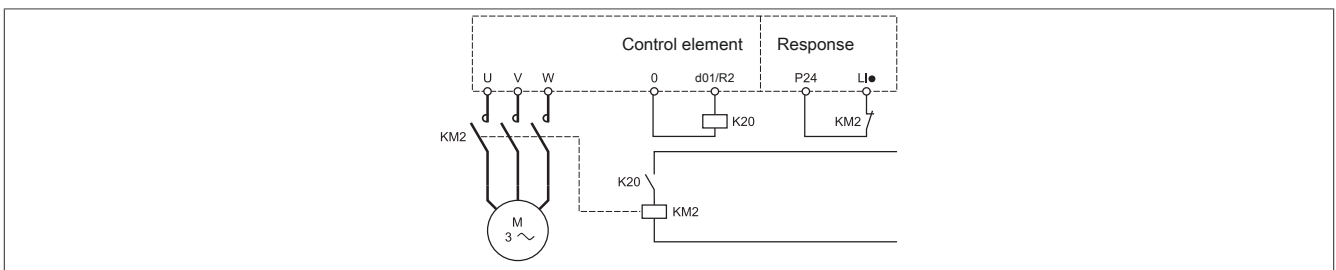 Control element Response
U V W 0 d01/R2 P24 LI●
K20 KM2
KM2
K20
KM2
M
3